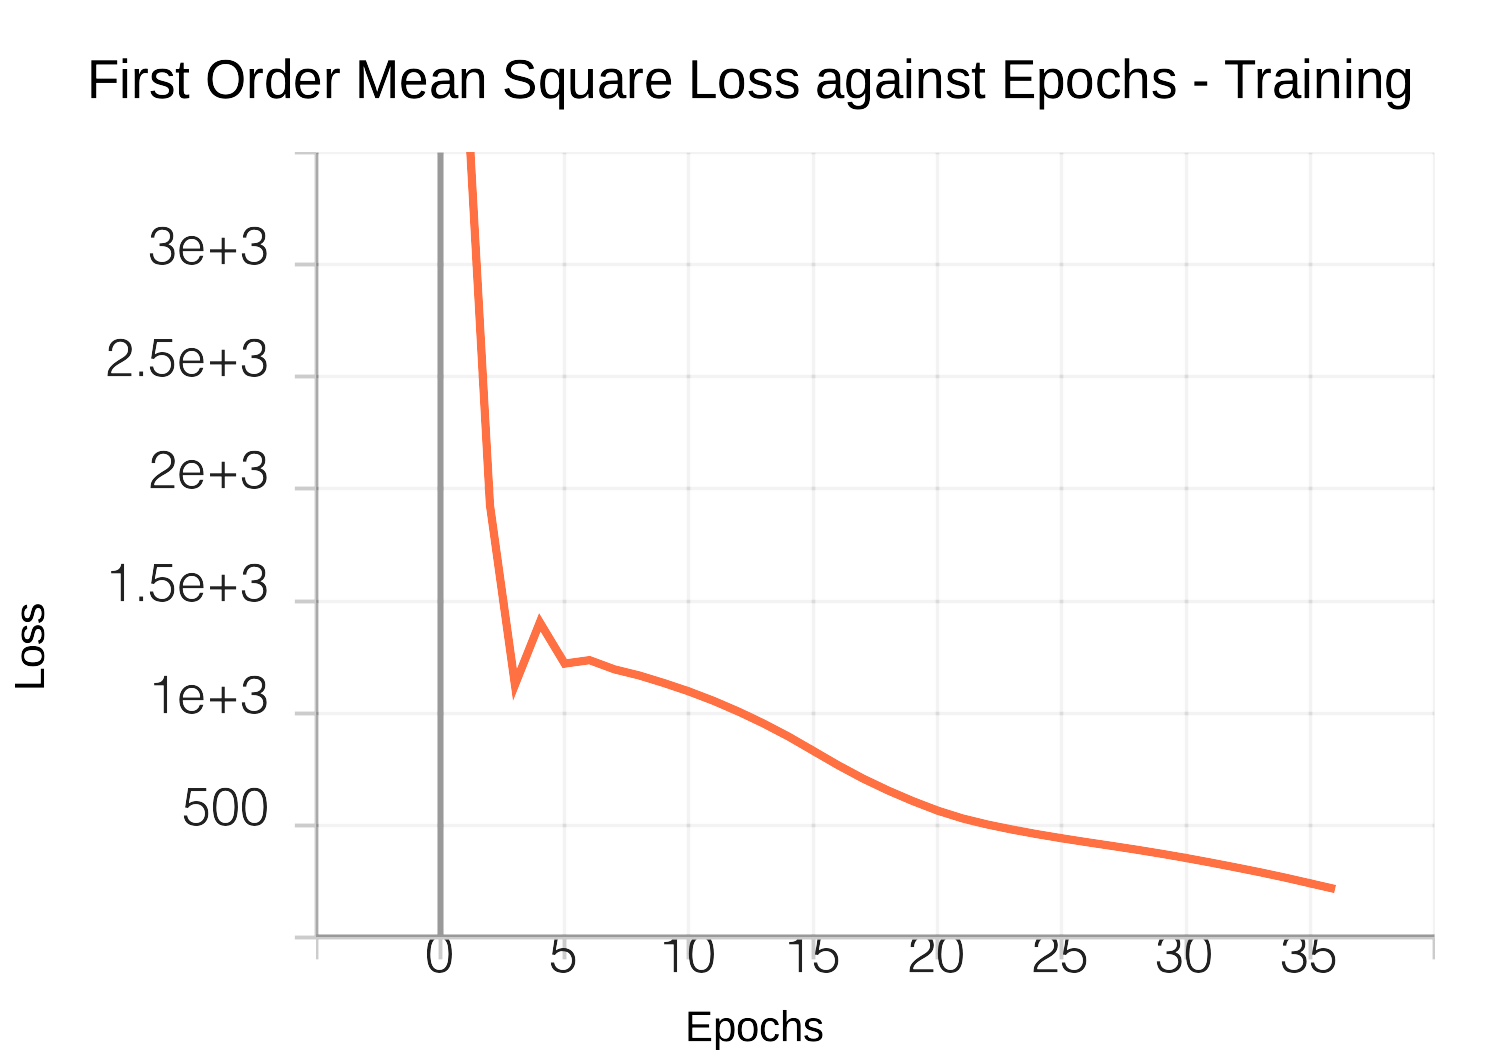 First Order Mean Square Loss against Epochs - Training
3e+3
2.5e+3
2e+3
1.5e+3
1e+3
500
Loss
0 5 10 15 20 25 30 35
Epochs